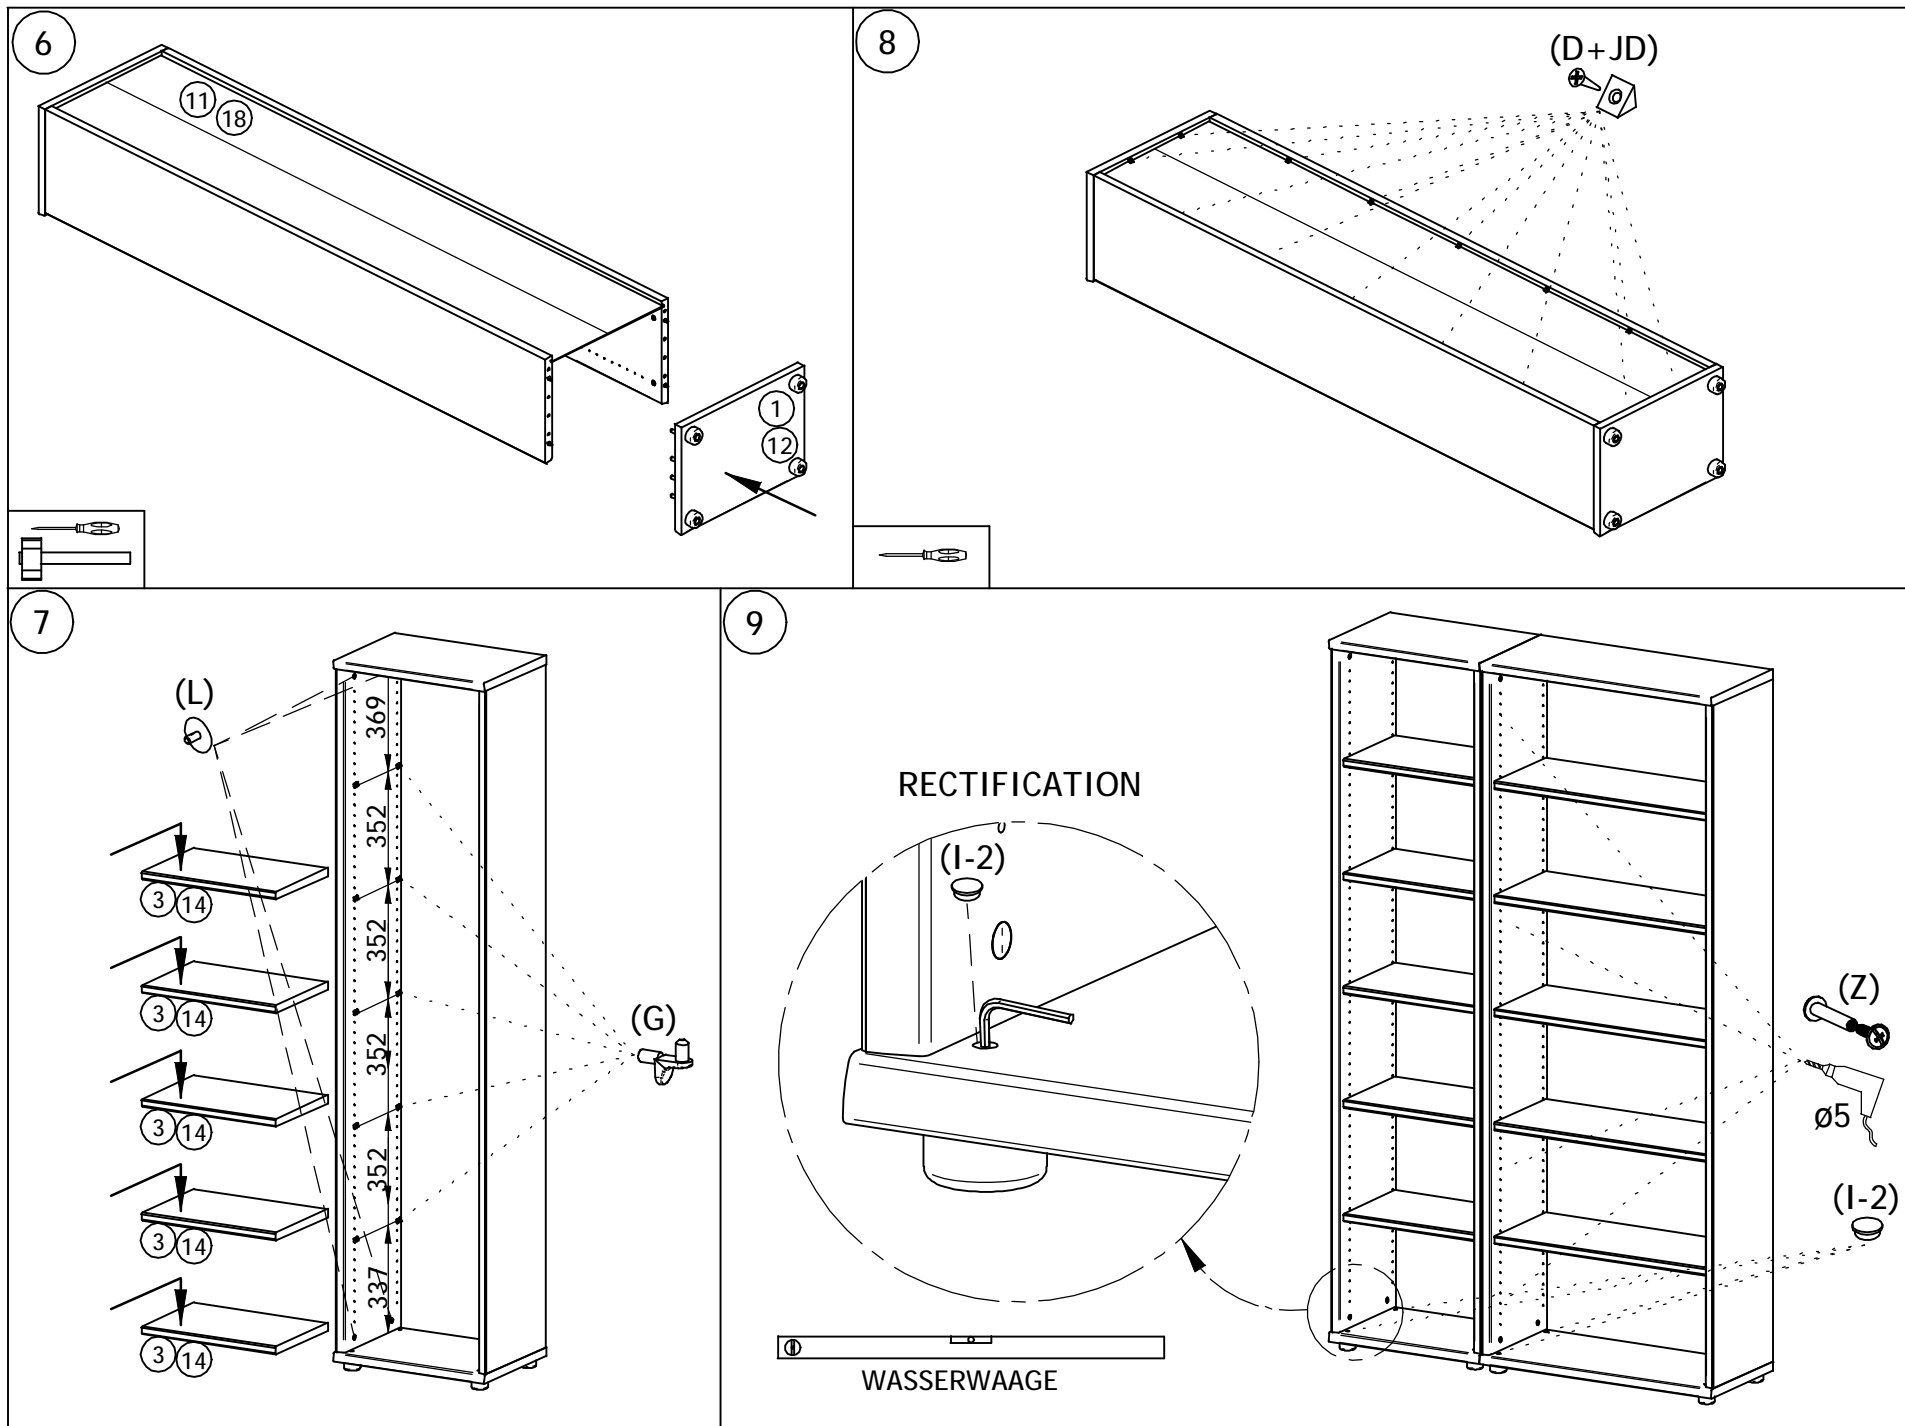 6
11
18
1
12
8
(D+JD)
7
(L)
369
352
352
352
352
337
3 14
3 14
3 14
3 14
3 14
(G)
9
RECTIFICATION
(I-2)
WASSERWAAGE
(Z)
ø5
(I-2)